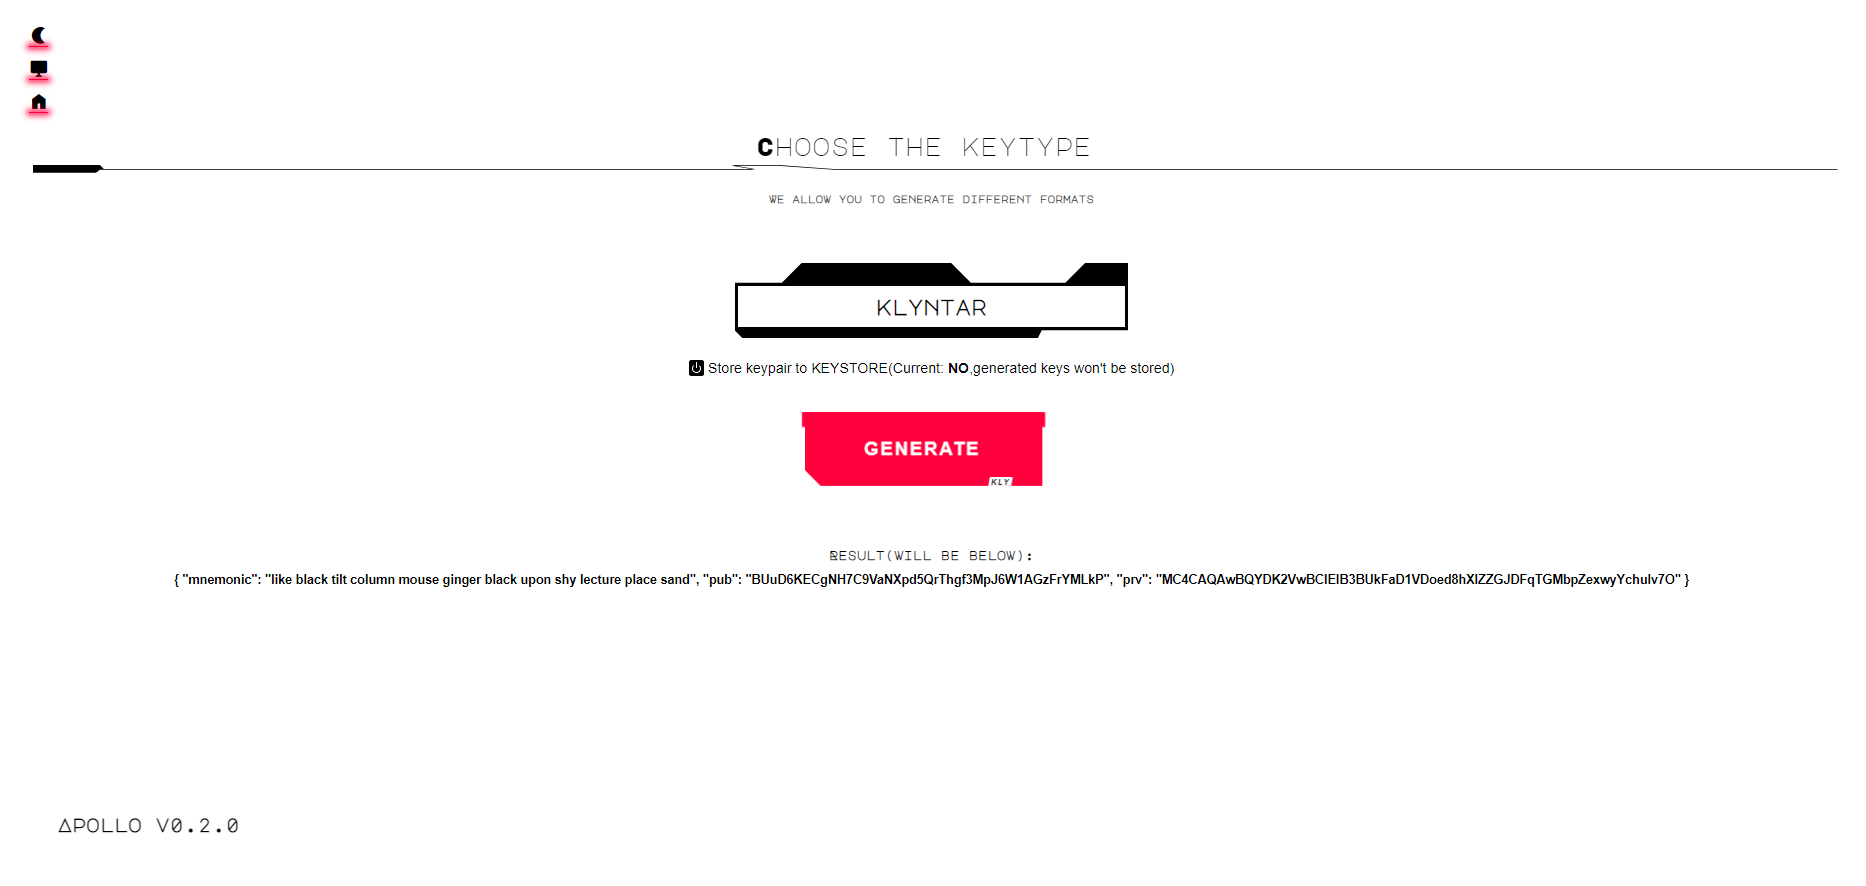 CHOOSE THE KEYTYPE
WE ALLOW YOU TO GENERATE DIFFERENT FORMATS
KLYNTAR
Store keypair to KEYSTORE(Current: NO,generated keys won't be stored)
GENERATE
KLY
RESULT(WILL BE BELOW):
{ "mnemonic": "like black tilt column mouse ginger black upon shy lecture place sand", "pub": "BUuD6KECgNH7C9VaNXpd5QrThgf3MpJ6W1AGzFrYMLkP", "prv": "MC4CAQAwBQYDK2VwBCIEIB3BUkFaD1VDoed8hXlZZGJDFqTGMbpZexwyYchulv7O" }
APOLLO V0.2.0